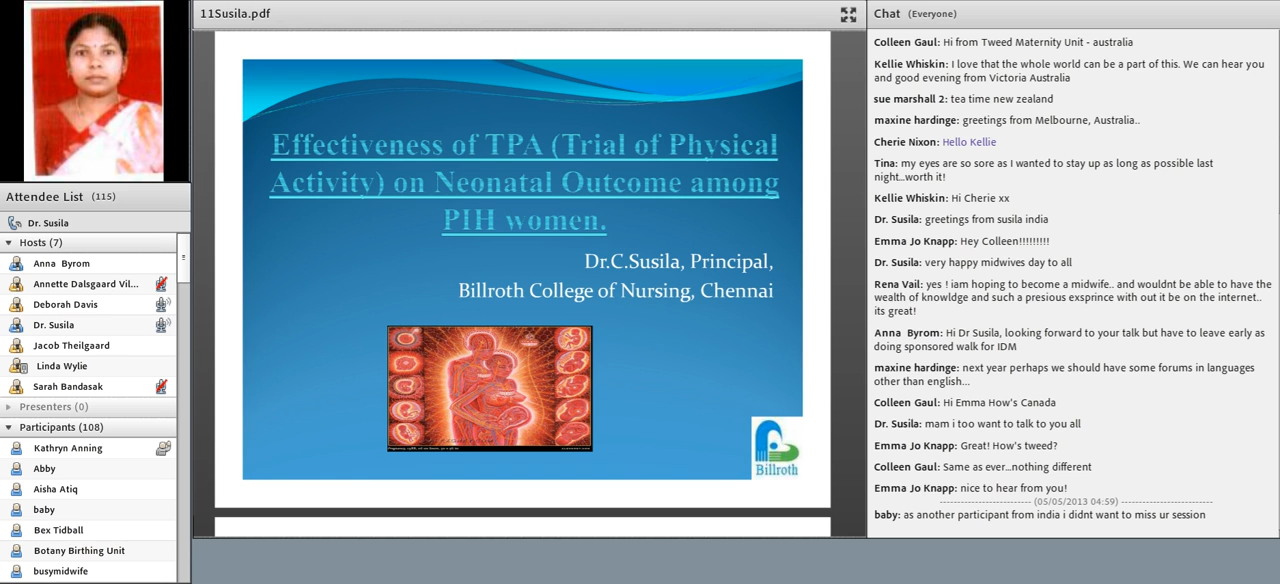 Attendee List (115)
Dr. Susila
Hosts (7)
Anna Byrom
Annette Dalsgaard Vil...
Deborah Davis
Dr. Susila
Jacob Theilgaard
Linda Wylie
Sarah Bandasak
Presenters (0)
Participants (108)
Kathryn Anning
Abby
Aisha Atiq
baby
Bex Tidball
Botany Birthing Unit
busymidwife
11Susila.pdf
Effectiveness of TPA (Trial of Physical
Activity) on Neonatal Outcome among
PIH women.
Dr.C.Susila, Principal,
Billroth College of Nursing, Chennai
Billroth
Chat (Everyone)
Colleen Gaul: Hi from Tweed Maternity Unit - australia
Kellie Whiskin: I love that the whole world can be a part of this. We can hear you
and good evening from Victoria Australia
sue marshall 2: tea time new zealand
maxine hardinge: greetings from Melbourne, Australia..
Cherie Nixon: Hello Kellie
Tina: my eyes are so sore as I wanted to stay up as long as possible last
night...worth it!
Kellie Whiskin: Hi Cherie xx
Dr. Susila: greetings from susila india
Emma Jo Knapp: Hey Colleen!!!!!!!!!
Dr. Susila: very happy midwives day to all
Rena Vail: yes ! iam hoping to become a midwife.. and wouldnt be able to have the
wealth of knowldge and such a presious exsprince with out it be on the internet..
its great!
Anna Byrom: Hi Dr Susila, looking forward to your talk but have to leave early as
doing sponsored walk for IDM
maxine hardinge: next year perhaps we should have some forums in languages
other than english...
Colleen Gaul: Hi Emma How's Canada
Dr. Susila: mam i too want to talk to you all
Emma Jo Knapp: Great! How's tweed?
Colleen Gaul: Same as ever...nothing different
Emma Jo Knapp: nice to hear from you!
(05/05/2013 04:59)
baby: as another participant from india i didnt want to miss ur session